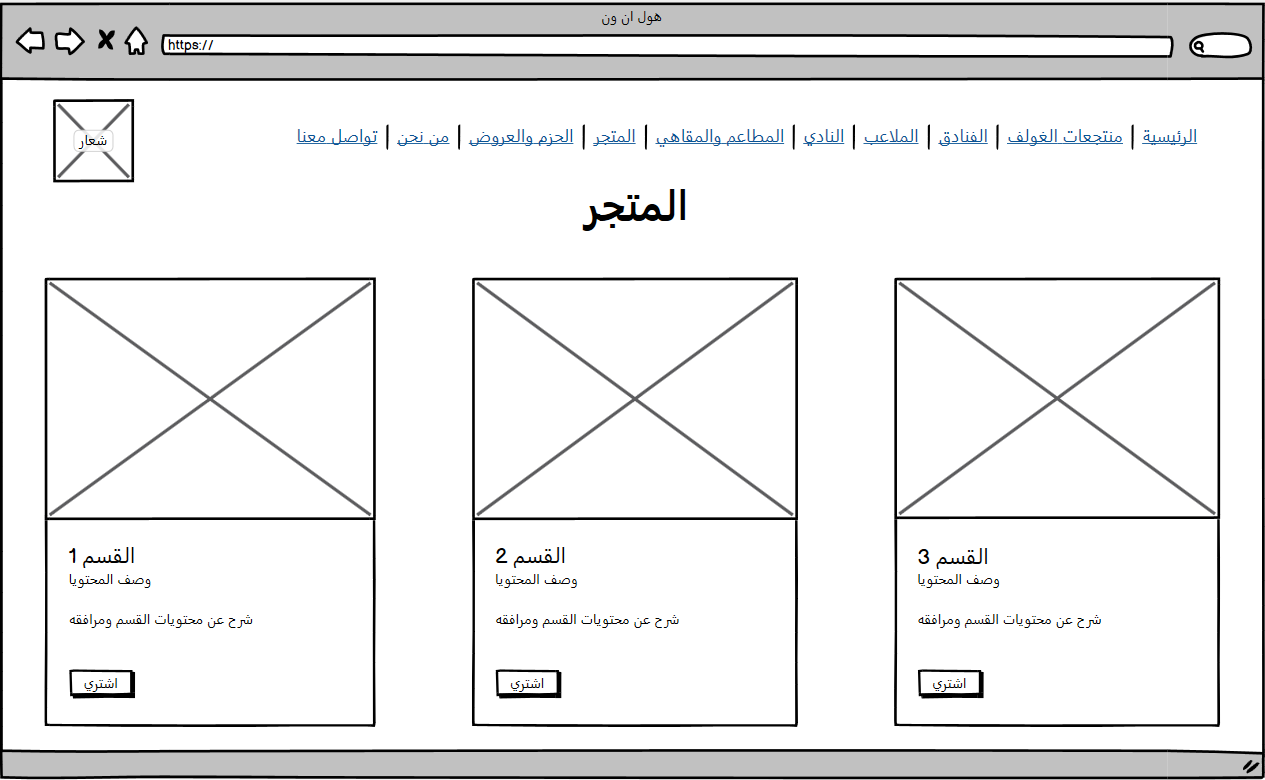 هول ان ون
https://
شعار
الرئيسية | منتجعات الغولف | الفنادق | الملاعب | النادي | المطاعم والمقاهي | المتجر | الحزم والعروض | من نحن | تواصل معنا
المتجر
القسم 3
وصف المحتويا
شرح عن محتويات القسم ومرافقه
اشتري
القسم 2
وصف المحتويا
شرح عن محتويات القسم ومرافقه
اشتري
القسم 1
وصف المحتويا
شرح عن محتويات القسم ومرافقه
اشتري